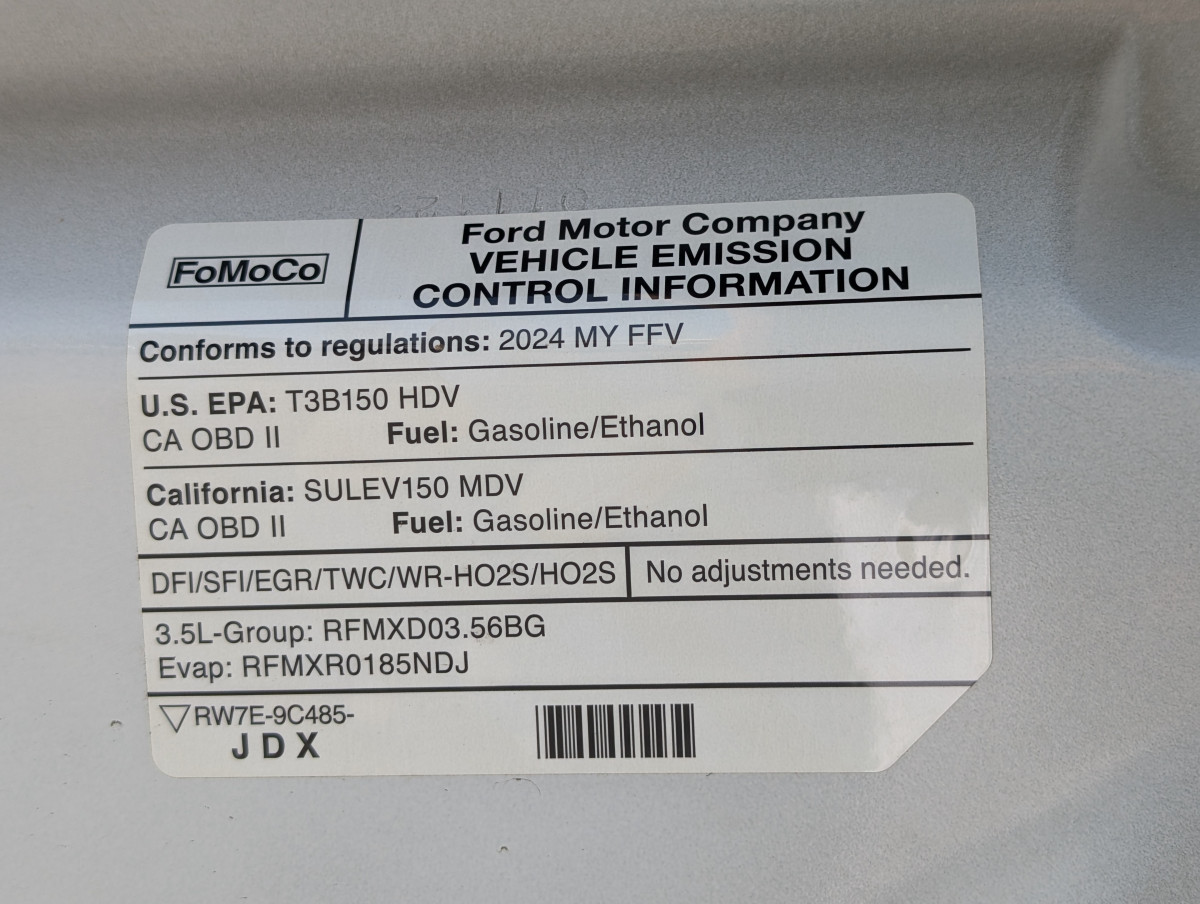 FoMoCo
Ford Motor Company
VEHICLE EMISSION
CONTROL INFORMATION
Conforms to regulations: 2024 MY FFV
U.S. EPA: T3B150 HDV
CA OBD II Fuel: Gasoline/Ethanol
California: SULEV150 MDV
CA OBD II Fuel: Gasoline/Ethanol
DFI/SFI/EGR/TWC/WR-HO2S/HO2S No adjustments needed.
3.5L-Group: RFMXD03.56BG
Evap: RFMXR0185NDJ
RW7E-9C485-
J D X